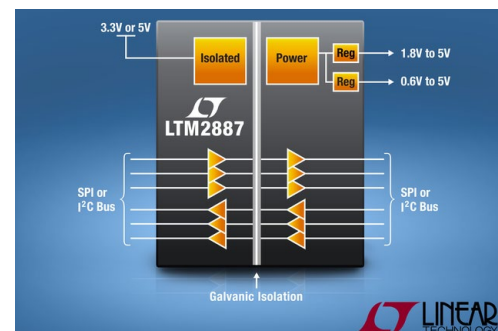 3.3V or 5V
Isolated
Power
Reg
1.8V to 5V
Reg
0.6V to 5V
LTM2887
SPI or
I²C Bus
SPI or
I²C Bus
Galvanic Isolation
LINEAR
TECHNOLOGY